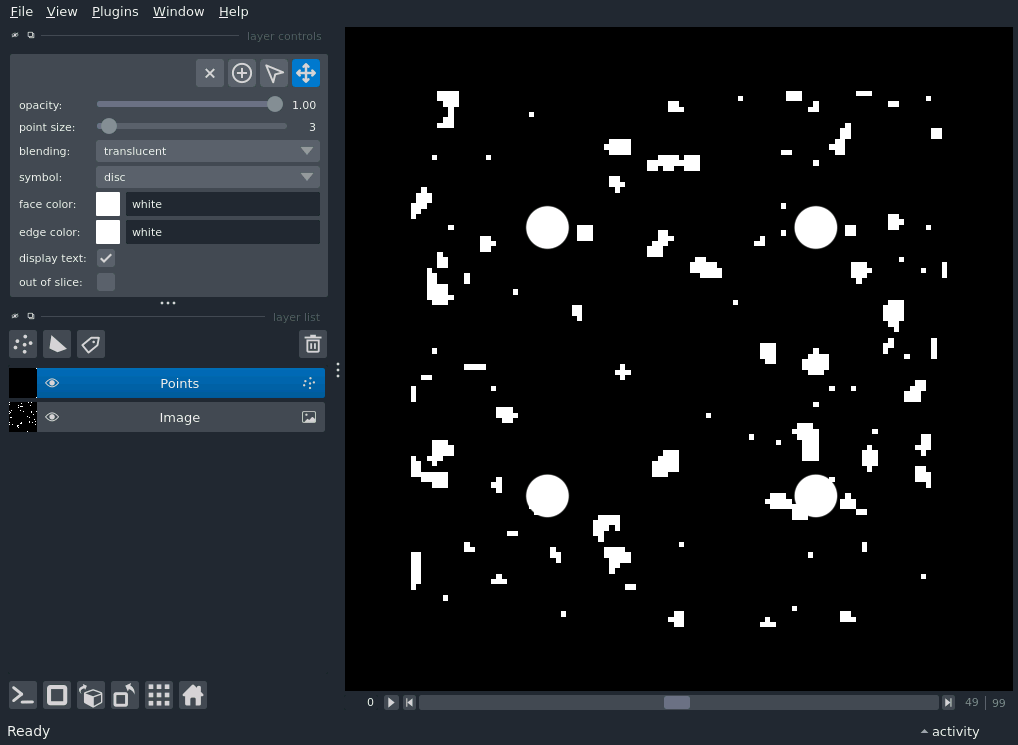 File View Plugins Window Help
layer controls
opacity: 1.00
point size: 3
blending: translucent
symbol: disc
face color: white
edge color: white
display text:
out of slice:
layer list
Points
Image
0 49 99
Ready activity